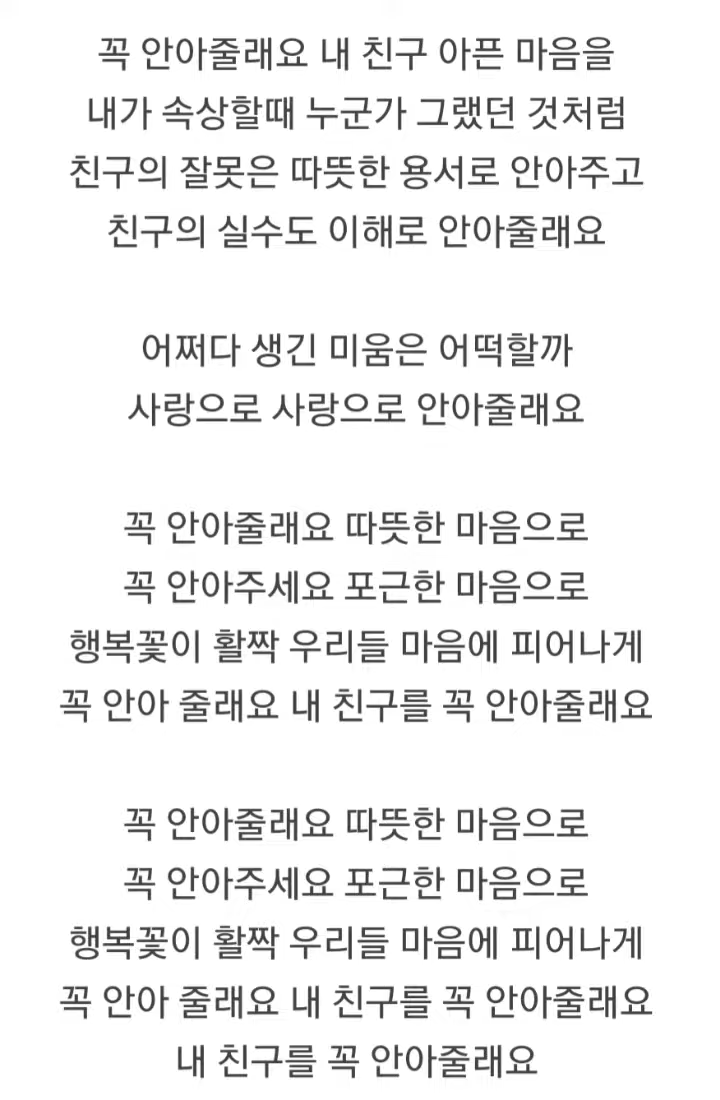 꼭 안아줄래요 내 친구 아픈 마음을
내가 속상할때 누군가 그랬던 것처럼
친구의 잘못은 따뜻한 용서로 안아주고
친구의 실수도 이해로 안아줄래요
어쩌다 생긴 미움은 어떡할까
사랑으로 사랑으로 안아줄래요
꼭 안아줄래요 따뜻한 마음으로
꼭 안아주세요 포근한 마음으로
행복꽃이 활짝 우리들 마음에 피어나게
꼭 안아 줄래요 내 친구를 꼭 안아줄래요
꼭 안아줄래요 따뜻한 마음으로
꼭 안아주세요 포근한 마음으로
행복꽃이 활짝 우리들 마음에 피어나게
꼭 안아 줄래요 내 친구를 꼭 안아줄래요
내 친구를 꼭 안아줄래요